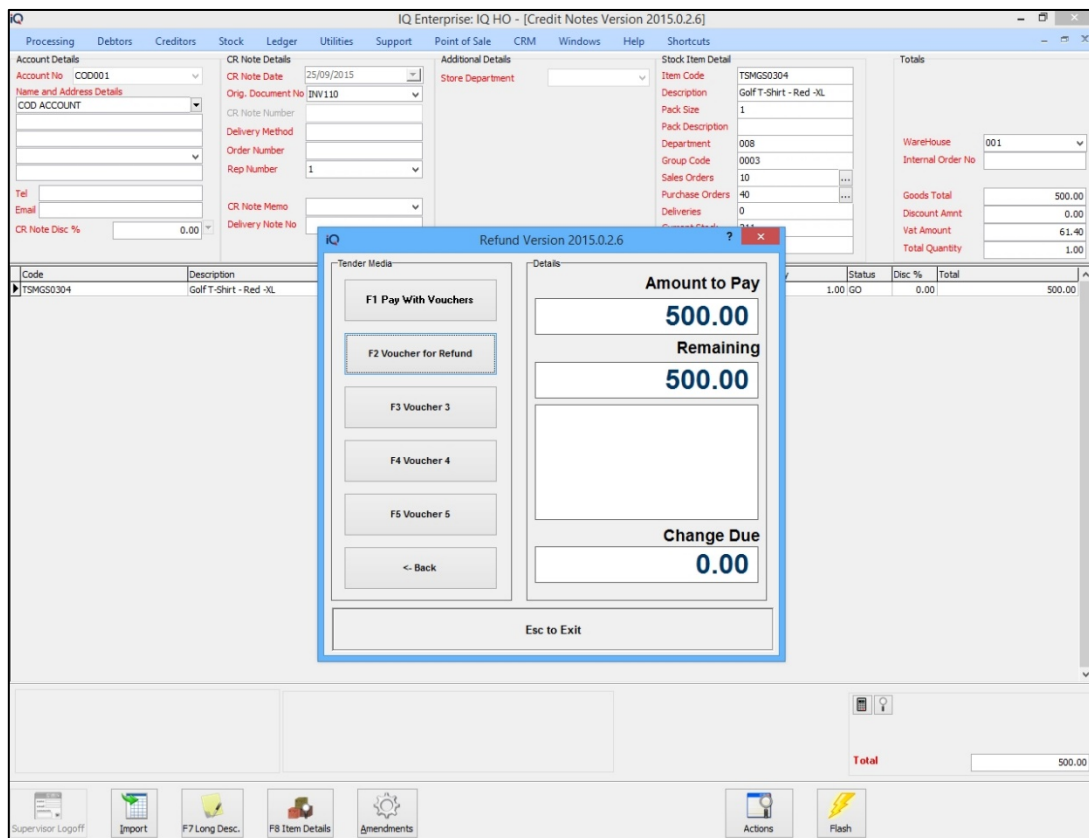 iQ
IQ Enterprise: IQ HO - [Credit Notes Version 2015.0.2.6]
Processing Debtors Creditors Stock Ledger Utilities Support Point of Sale CRM Windows Help Shortcuts
Account Details
Account No COD001
Name and Address Details
COD ACCOUNT
Tel
Email
CR Note Disc % 0.00
CR Note Details
CR Note Date 25/09/2015
Orig. Document No INV110
CR Note Number
Delivery Method
Order Number
Rep Number 1
CR Note Memo
Delivery Note No
Additional Details
Store Department
Stock Item Detail
Item Code TSMGS0304
Description Golf T-Shirt - Red -XL
Pack Size 1
Pack Description
Department 008
Group Code 0003
Sales Orders 10 ...
Purchase Orders 40 ...
Deliveries 0
Totals
WareHouse 001
Internal Order No
Goods Total 500.00
Discount Amnt 0.00
Vat Amount 61.40
Total Quantity 1.00
Code Description Status Disc % Total
TSMGS0304 Golf T-Shirt - Red -XL 1.00 GO 0.00 500.00
iQ Refund Version 2015.0.2.6 ?
Tender Media
F1 Pay With Vouchers
F2 Voucher for Refund
F3 Voucher 3
F4 Voucher 4
F5 Voucher 5
<- Back
Details
Amount to Pay
500.00
Remaining
500.00
Change Due
0.00
Esc to Exit
Total 500.00
Supervisor Logoff Import F7 Long Desc. F8 Item Details Amendments Actions Flash